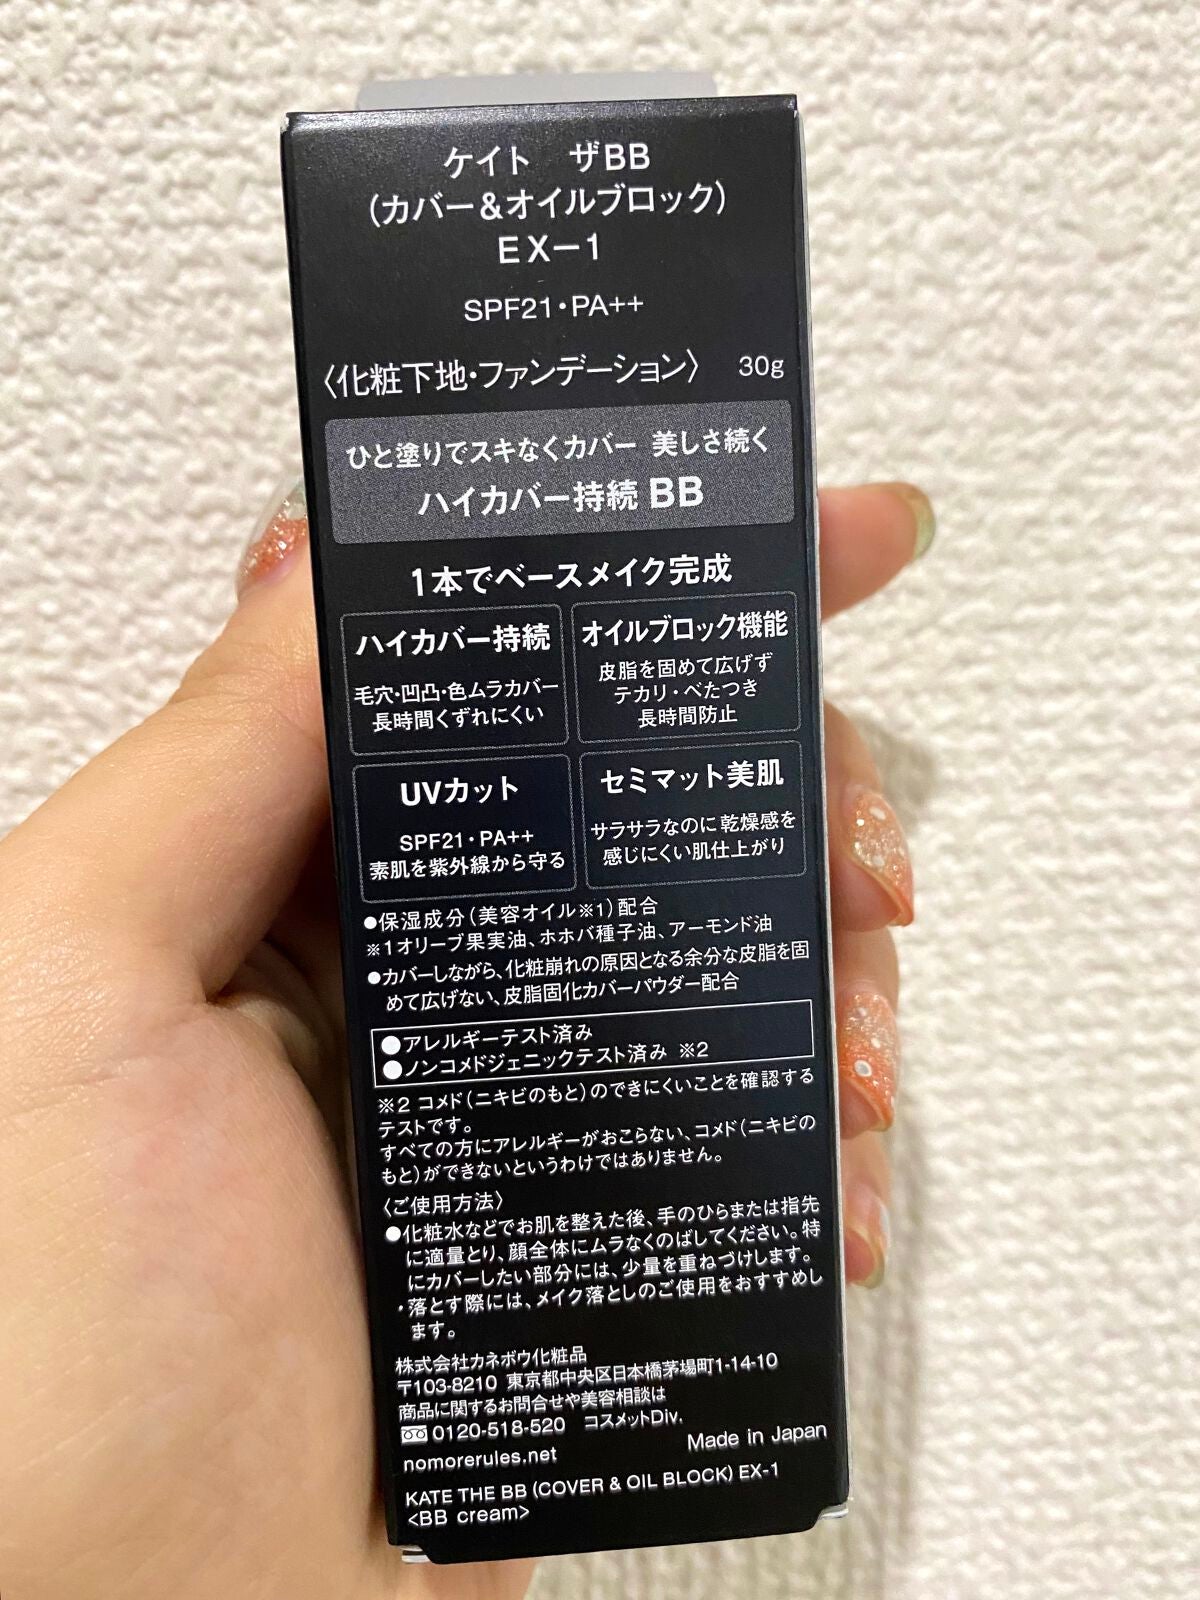 ケイト ザBB
(カバー&オイルブロック)
EX-1
SPF21・PA++
〈化粧下地・ファンデーション〉 30g
ひと塗りでスキなくカバー 美しさ続く
ハイカバー持続 BB
1本でベースメイク完成
ハイカバー持続
毛穴・凹凸・色ムラカバー
長時間くずれにくい
オイルブロック機能
皮脂を固めて広げず
テカリ・べたつき
長時間防止
UVカット
SPF21・PA++
素肌を紫外線から守る
セミマット美肌
サラサラなのに乾燥感を
感じにくい肌仕上がり
●保湿成分(美容オイル※1)配合
※1オリーブ果実油、ホホバ種子油、アーモンド油
●カバーしながら、化粧崩れの原因となる余分な皮脂を固
めて広げない、皮脂固化カバーパウダー配合
●アレルギーテスト済み
●ノンコメドジェニックテスト済み ※2
※2 コメド(ニキビのもと)のできにくいことを確認する
テストです。
すべての方にアレルギーがおこらない、コメド(ニキビの
もと)ができないというわけではありません。
〈ご使用方法〉
●化粧水などでお肌を整えた後、手のひらまたは指先
に適量とり、顔全体にムラなくのばしてください。特
にカバーしたい部分には、少量を重ねづけします。
・落とす際には、メイク落としのご使用をおすすめし
ます。
株式会社カネボウ化粧品
〒103-8210 東京都中央区日本橋茅場町1-14-10
商品に関するお問合せや美容相談は
0120-518-520 コスメットDiv.
nomorerules.net Made in Japan
KATE THE BB (COVER & OIL BLOCK) EX-1
<BB cream>